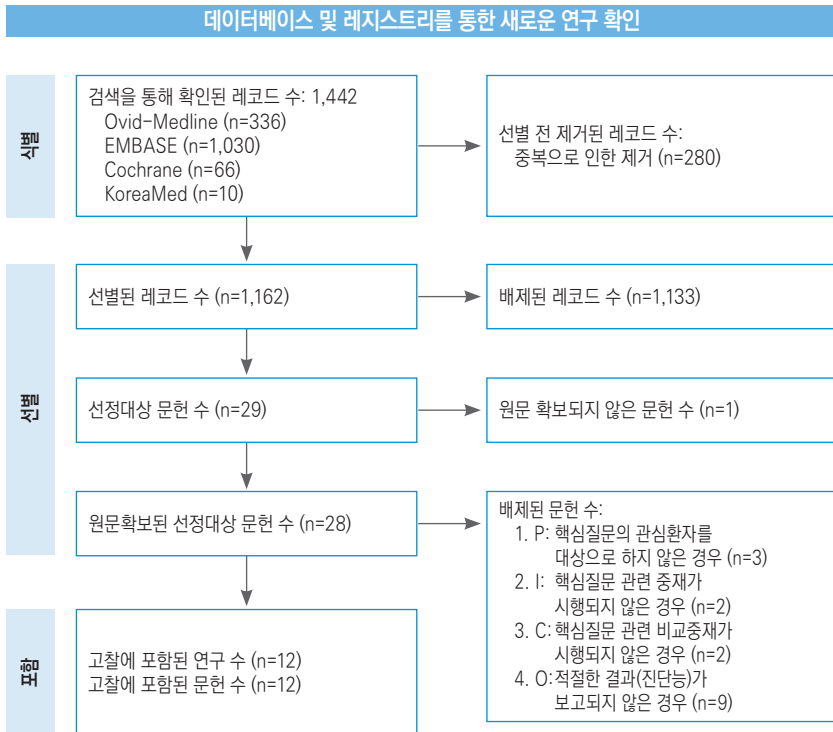 데이터베이스 및 레지스트리를 통한 새로운 연구 확인
식별
검색을 통해 확인된 레코드 수: 1,442
Ovid-Medline (n=336)
EMBASE (n=1,030)
Cochrane (n=66)
KoreaMed (n=10)
선별 전 제거된 레코드 수:
중복으로 인한 제거 (n=280)
선별
선별된 레코드 수 (n=1,162)
배제된 레코드 수 (n=1,133)
선정대상 문헌 수 (n=29)
원문 확보되지 않은 문헌 수 (n=1)
원문확보된 선정대상 문헌 수 (n=28)
배제된 문헌 수:
1. P: 핵심질문의 관심환자를
대상으로 하지 않은 경우 (n=3)
2. I: 핵심질문 관련 중재가
시행되지 않은 경우 (n=2)
3. C: 핵심질문 관련 비교중재가
시행되지 않은 경우 (n=2)
4. O: 적절한 결과(진단능)가
보고되지 않은 경우 (n=9)
포함
고찰에 포함된 연구 수 (n=12)
고찰에 포함된 문헌 수 (n=12)